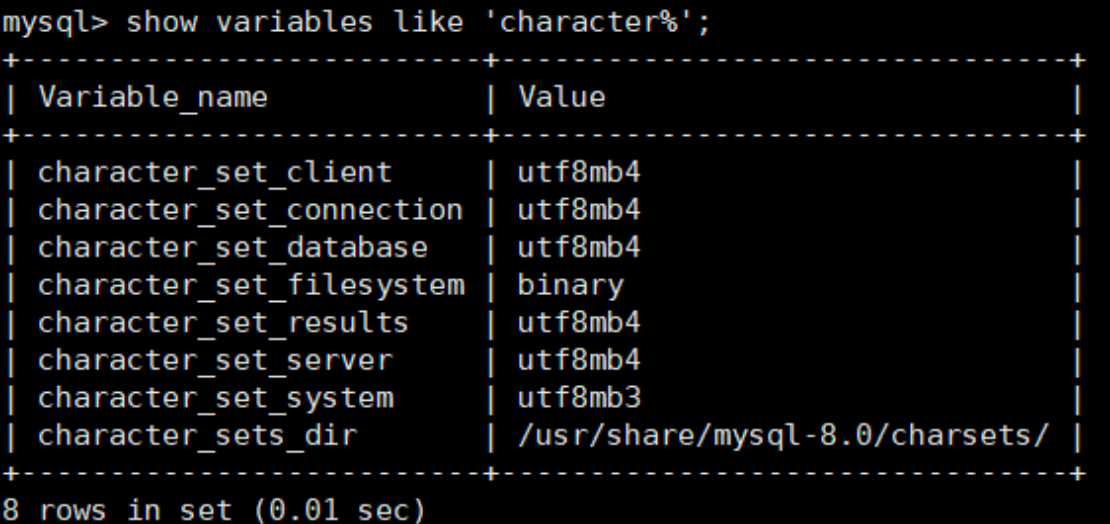 mysql> show variables like 'character%';
+--------------------------+--------------------------------+
| Variable_name            | Value                          |
+--------------------------+--------------------------------+
| character_set_client     | utf8mb4                        |
| character_set_connection | utf8mb4                        |
| character_set_database   | utf8mb4                        |
| character_set_filesystem | binary                         |
| character_set_results    | utf8mb4                        |
| character_set_server     | utf8mb4                        |
| character_set_system     | utf8mb3                        |
| character_sets_dir       | /usr/share/mysql-8.0/charsets/ |
+--------------------------+--------------------------------+
8 rows in set (0.01 sec)